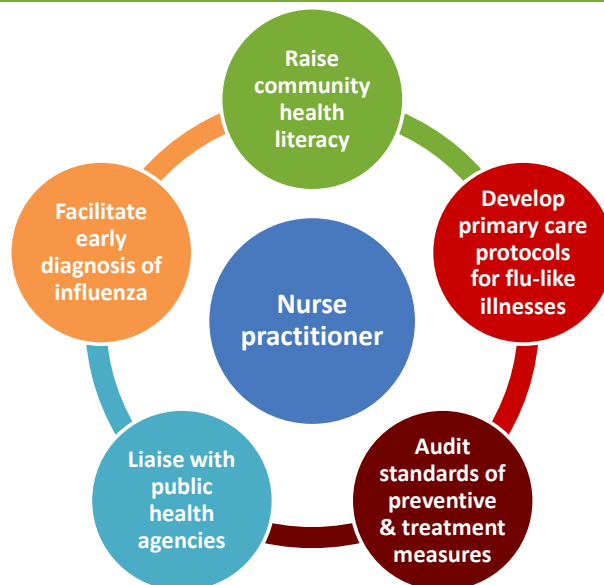 Raise
community
health
literacy
Develop
primary care
protocols
for flu-like
illnesses
Audit
standards of
preventive
& treatment
measures
Liaise with
public
health
agencies
Facilitate
early
diagnosis of
influenza
Nurse
practitioner